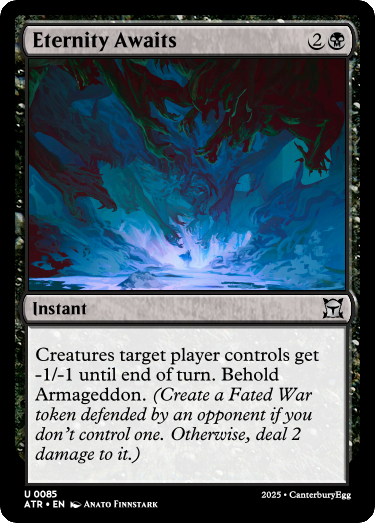 Eternity Awaits 2
Instant
Creatures target player controls get
-1/-1 until end of turn. Behold
Armageddon. (Create a Fated War
token defended by an opponent if you
don't control one. Otherwise, deal 2
damage to it.)
U 0085
ATR • EN Anato Finnstark
2025 • CanterburyEgg